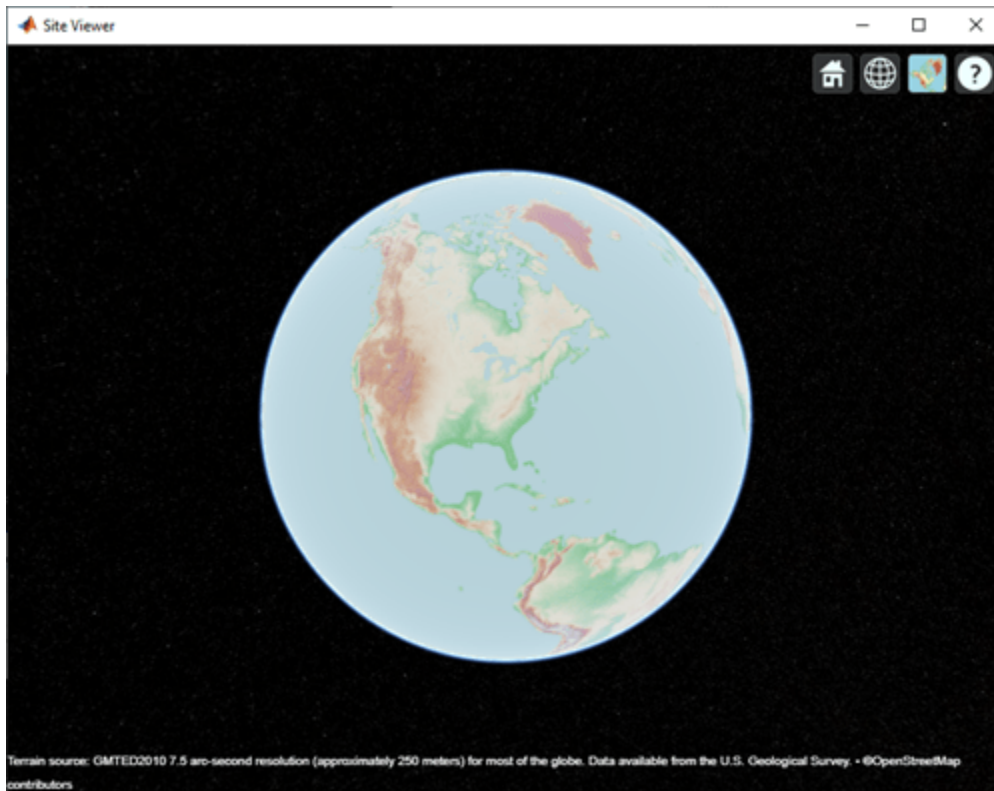 Site Viewer
?
Terrain source: GMTED2010 7.5 arc-second resolution (approximately 250 meters) for most of the globe. Data available from the U.S. Geological Survey. • ©OpenStreetMap
contributors